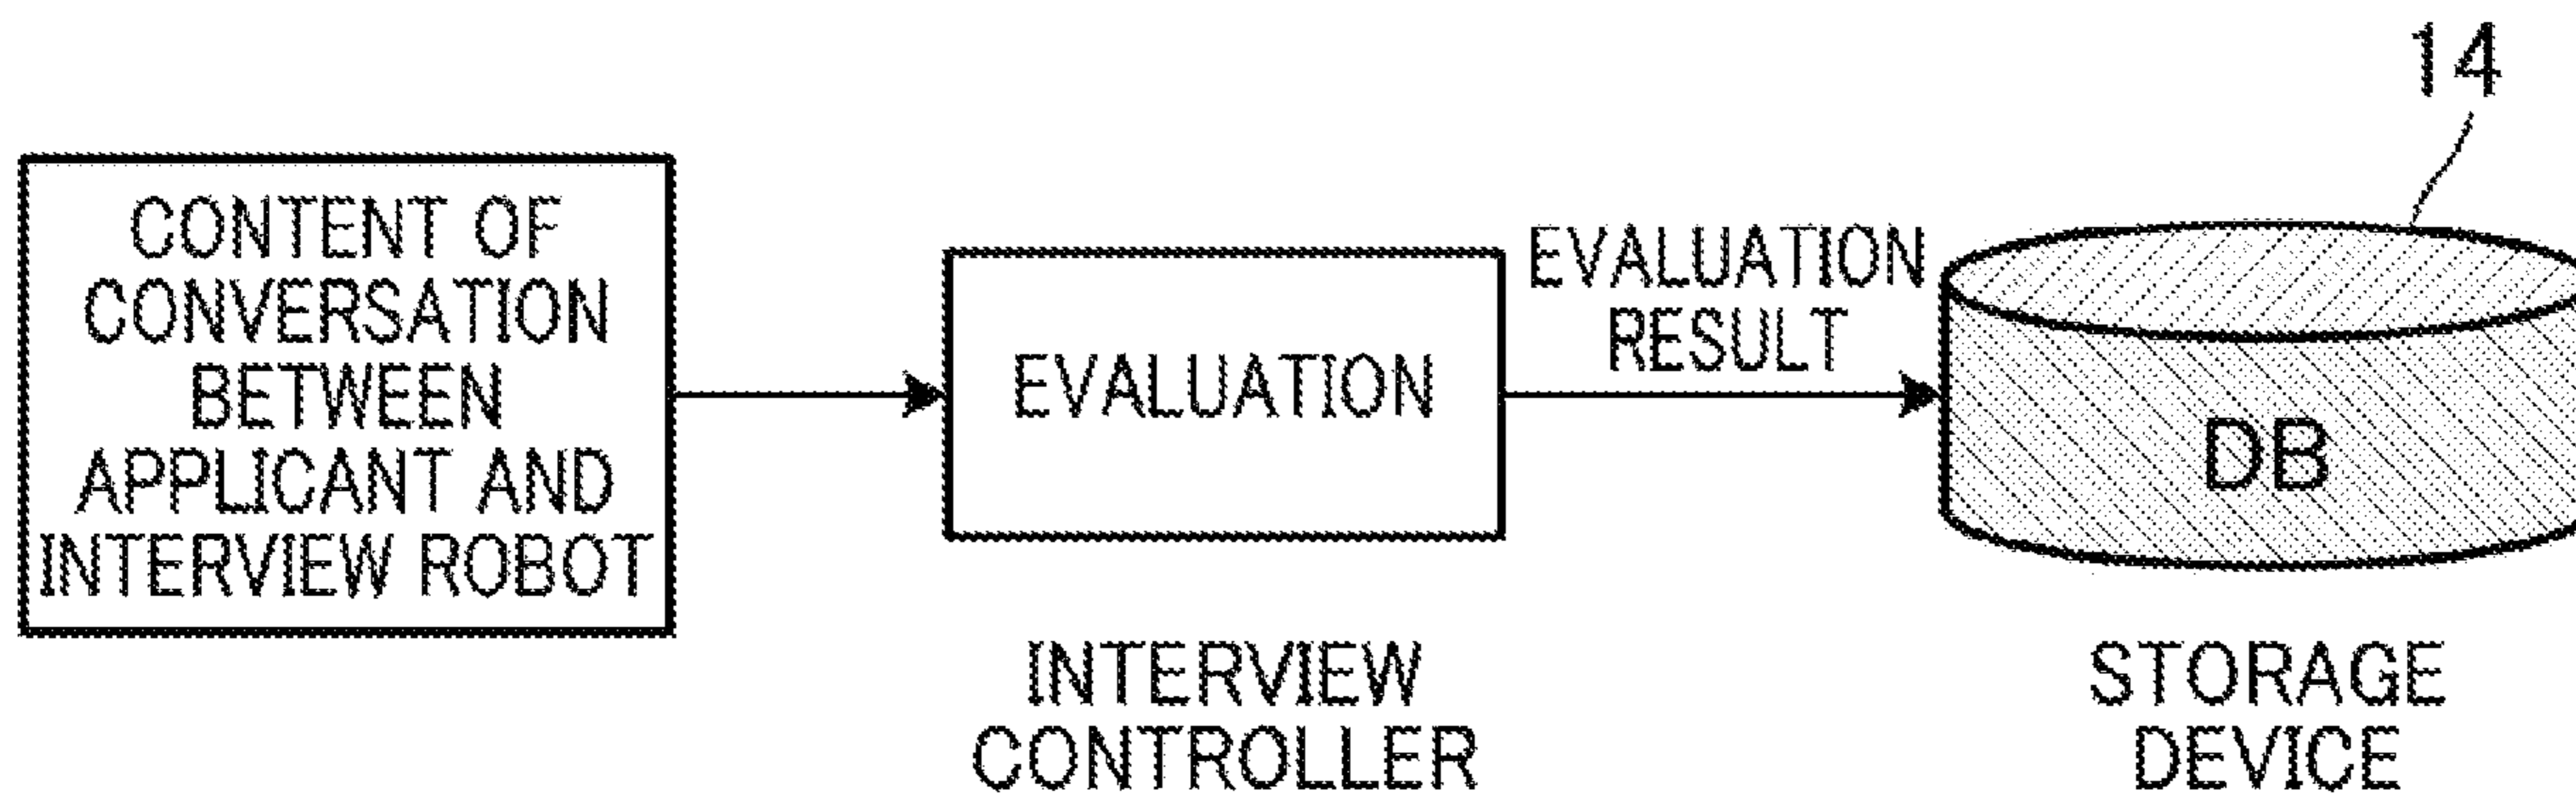 14
CONTENT OF
CONVERSATION
BETWEEN
APPLICANT AND
INTERVIEW ROBOT
EVALUATION
INTERVIEW
CONTROLLER
EVALUATION
RESULT
DB
STORAGE
DEVICE